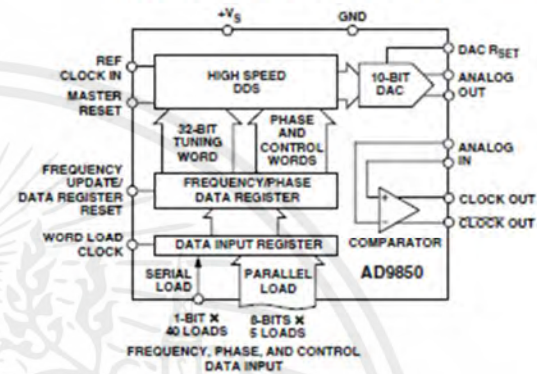 +VS
GND
REF
CLOCK IN
MASTER
RESET
HIGH SPEED
DDS
10-BIT
DAC
DAC RSET
ANALOG
OUT
32-BIT
TUNING
WORD
PHASE
AND
CONTROL
WORDS
ANALOG
IN
FREQUENCY
UPDATE/
DATA REGISTER
RESET
FREQUENCY/PHASE
DATA REGISTER
+
–
CLOCK OUT
CLOCK OUT
WORD LOAD
CLOCK
DATA INPUT REGISTER
COMPARATOR
SERIAL
LOAD
PARALLEL
LOAD
AD9850
1-BIT ×
40 LOADS
8-BITS ×
5 LOADS
FREQUENCY, PHASE, AND CONTROL
DATA INPUT